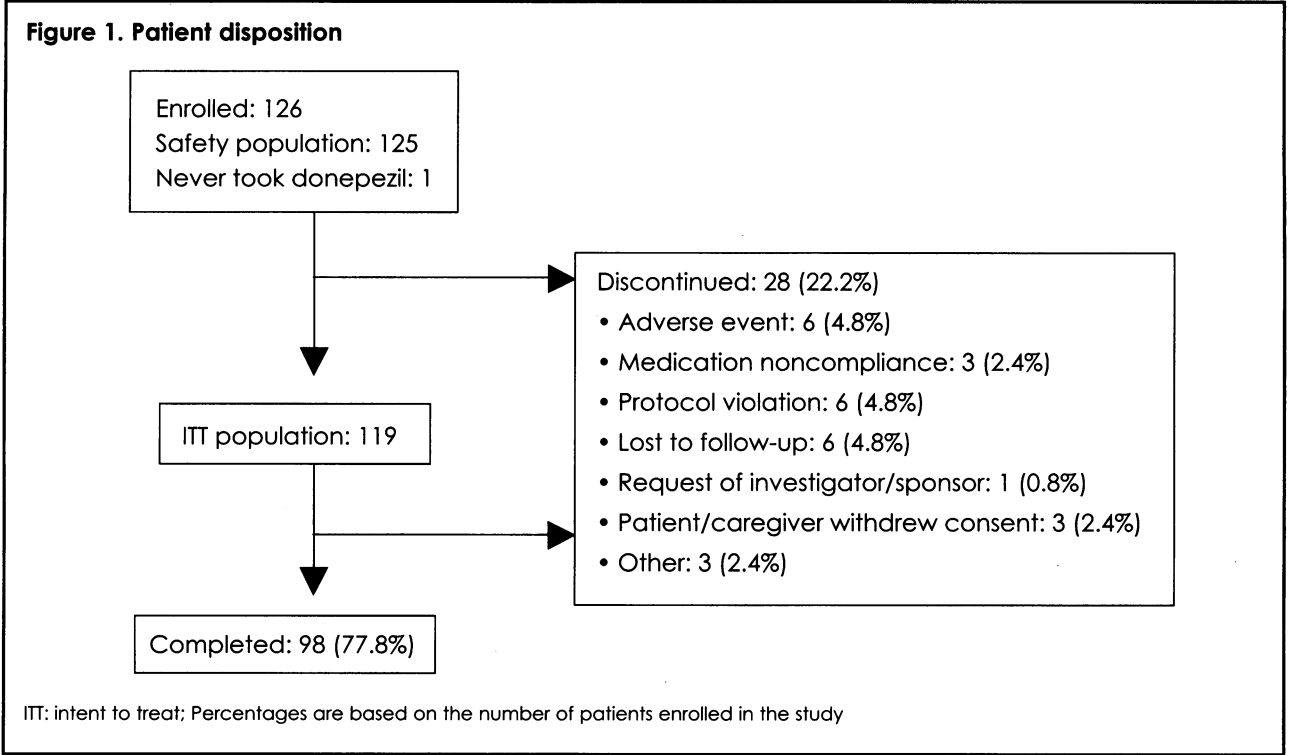 Figure 1. Patient disposition
Enrolled: 126
Safety population: 125
Never took donepezil: 1
Discontinued: 28 (22.2%)
• Adverse event: 6 (4.8%)
• Medication noncompliance: 3 (2.4%)
• Protocol violation: 6 (4.8%)
• Lost to follow-up: 6 (4.8%)
• Request of investigator/sponsor: 1 (0.8%)
• Patient/caregiver withdrew consent: 3 (2.4%)
• Other: 3 (2.4%)
ITT population: 119
Completed: 98 (77.8%)
ITT: intent to treat; Percentages are based on the number of patients enrolled in the study